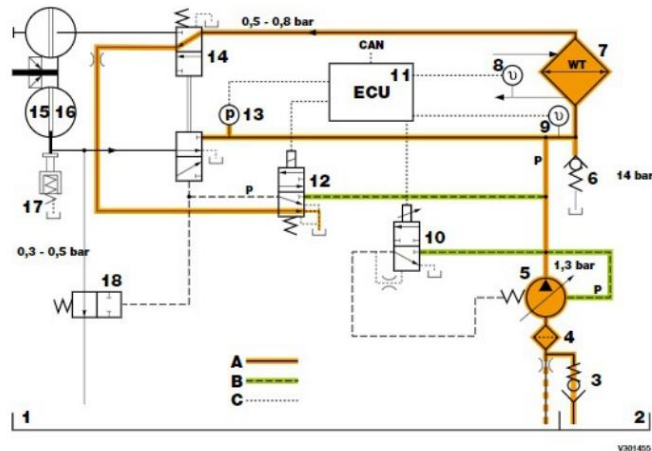 0,5 - 0,8 bar
CAN
14
7
11
8
WT
ECU
13
p
υ
15 16
9
υ
12
P
6
14 bar
17
p
10
0,3 - 0,5 bar
5
1,3 bar
18
P
4
A
3
B
C
1
2
V301455